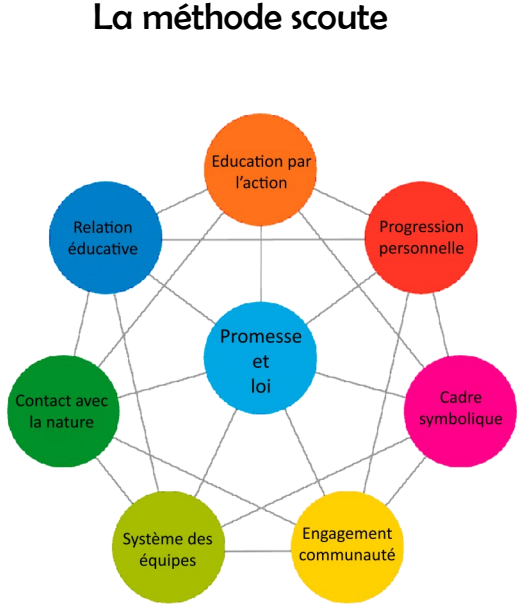 La méthode scoute
Education par
l'action
Relation
éducative
Progression
personnelle
Promesse
et
loi
Contact avec
la nature
Cadre
symbolique
Système des
équipes
Engagement
communauté